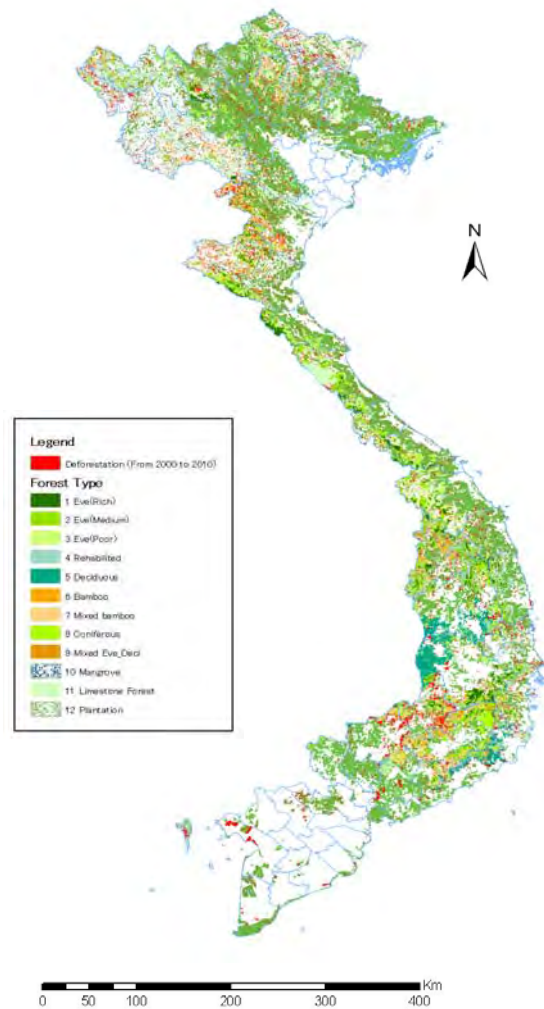 N
Legend
Deforestation (From 2000 to 2010)
Forest Type
1 Eve(Rich)
2 Eve(Medium)
3 Eve(Poor)
4 Rehabilited
5 Deciduous
6 Bamboo
7 Mixed bamboo
8 Coniferous
9 Mixed Eve_Deci
10 Mangrove
11 Limestone Forest
12 Plantation
Km
0 25 50 100 200 300 400